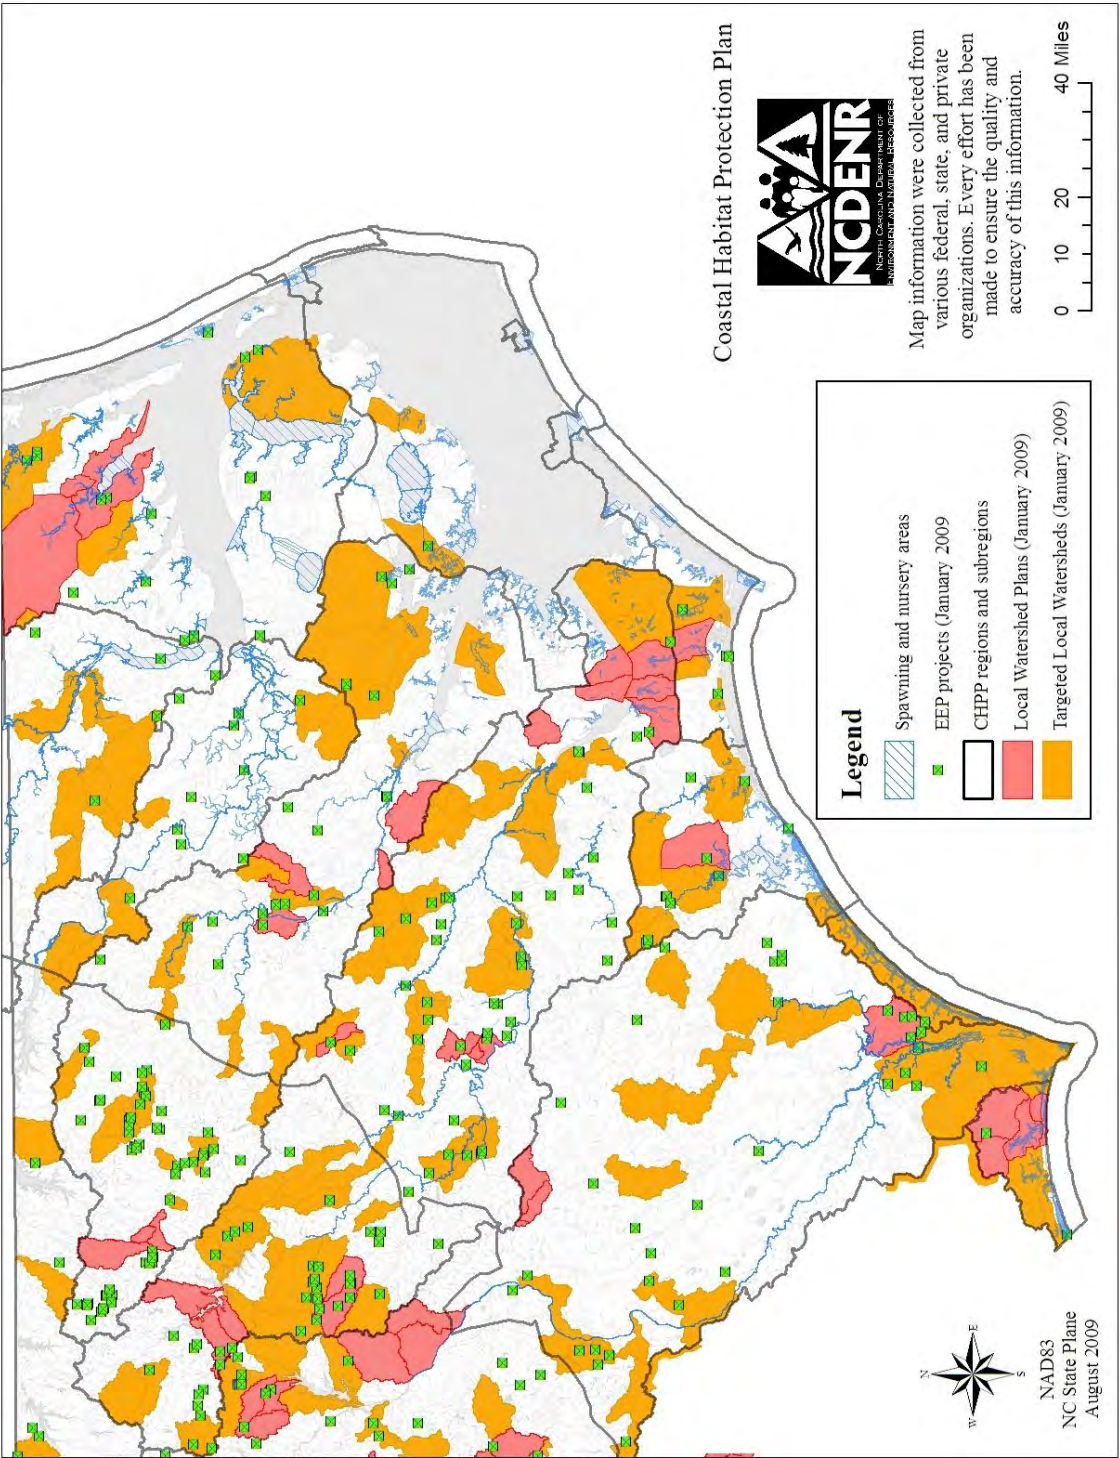 Coastal Habitat Protection Plan
NCDENR
NORTH CAROLINA DEPARTMENT OF
ENVIRONMENT AND NATURAL RESOURCES
Map information were collected from
various federal, state, and private
organizations. Every effort has been
made to ensure the quality and
accuracy of this information.
0 10 20 40 Miles
Legend
Spawning and nursery areas
EEP projects (January 2009
CHPP regions and subregions
Local Watershed Plans (January 2009)
Targeted Local Watersheds (January 2009)
N
W
E
S
NAD83
NC State Plane
August 2009